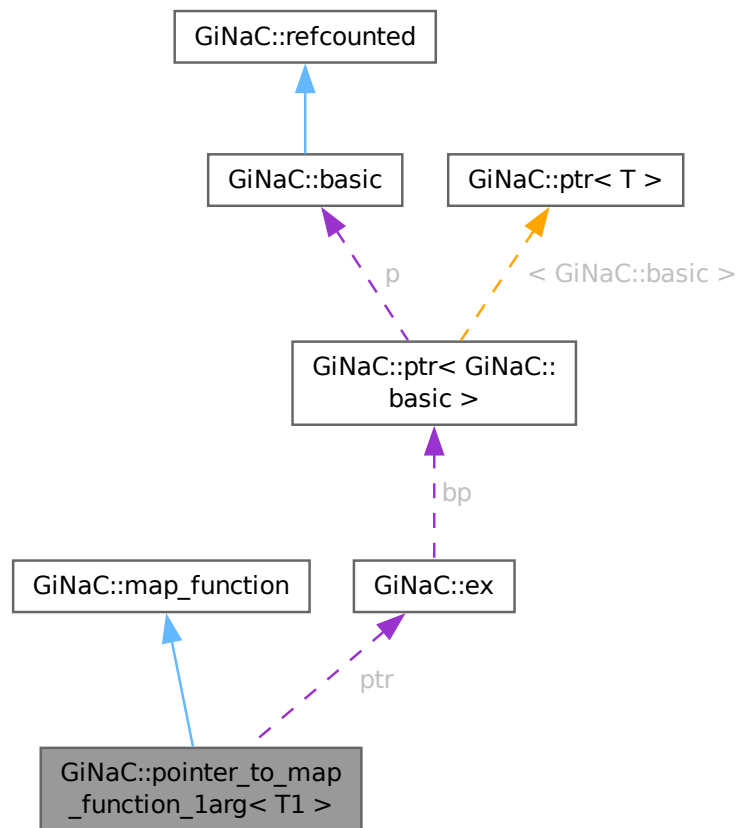 GiNaC::refcounted
GiNaC::basic
GiNaC::ptr< T >
p
< GiNaC::basic >
GiNaC::ptr< GiNaC::
basic >
bp
GiNaC::map_function
GiNaC::ex
ptr
GiNaC::pointer_to_map
_function_1arg< T1 >